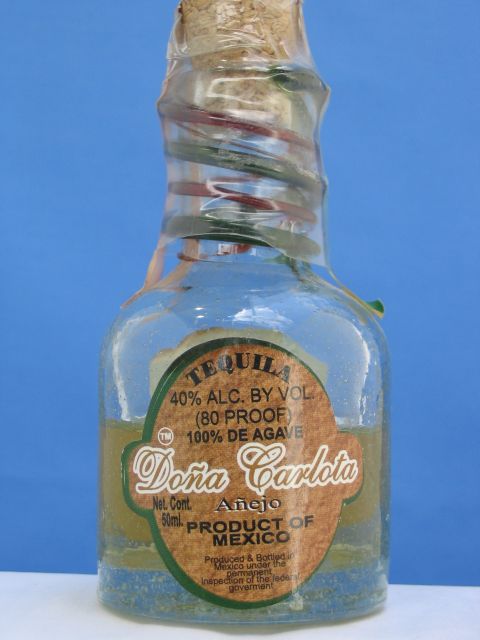 TEQUILA
40% ALC. BY VOL.
(80 PROOF)
100% DE AGAVE
TM
Doña Carlota
Net. Cont.
50ml.
Añejo
PRODUCT OF
MEXICO
Produced & Bottled in
Mexico under the
permanent
inspection of the federal
goverment